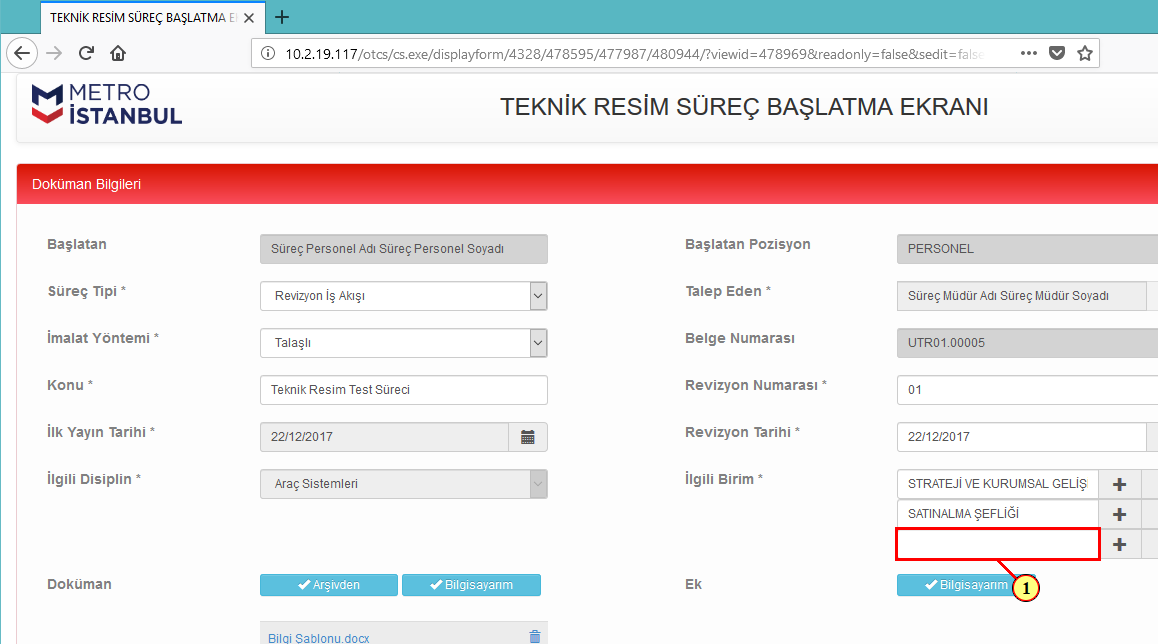 TEKNİK RESİM SÜREÇ BAŞLATMA E
10.2.19.117/otcs/cs.exe/displayform/4328/478595/477987/480944/?viewid=478969&readonly=false&sedit=false
METRO
İSTANBUL
TEKNİK RESİM SÜREÇ BAŞLATMA EKRANI
Doküman Bilgileri
Başlatan Süreç Personel Adı Süreç Personel Soyadı Başlatan Pozisyon PERSONEL
Süreç Tipi * Revizyon İş Akışı Talep Eden * Süreç Müdür Adı Süreç Müdür Soyadı
İmalat Yöntemi * Talaşlı Belge Numarası UTR01.00005
Konu * Teknik Resim Test Süreci Revizyon Numarası * 01
İlk Yayın Tarihi * 22/12/2017 Revizyon Tarihi * 22/12/2017
İlgili Disiplin * Araç Sistemleri İlgili Birim * STRATEJİ VE KURUMSAL GELİŞ
SATINALMA ŞEFLİĞİ
Doküman Arşivden Bilgisayarım Ek Bilgisayarım 1
Bilgi Sablonu.docx